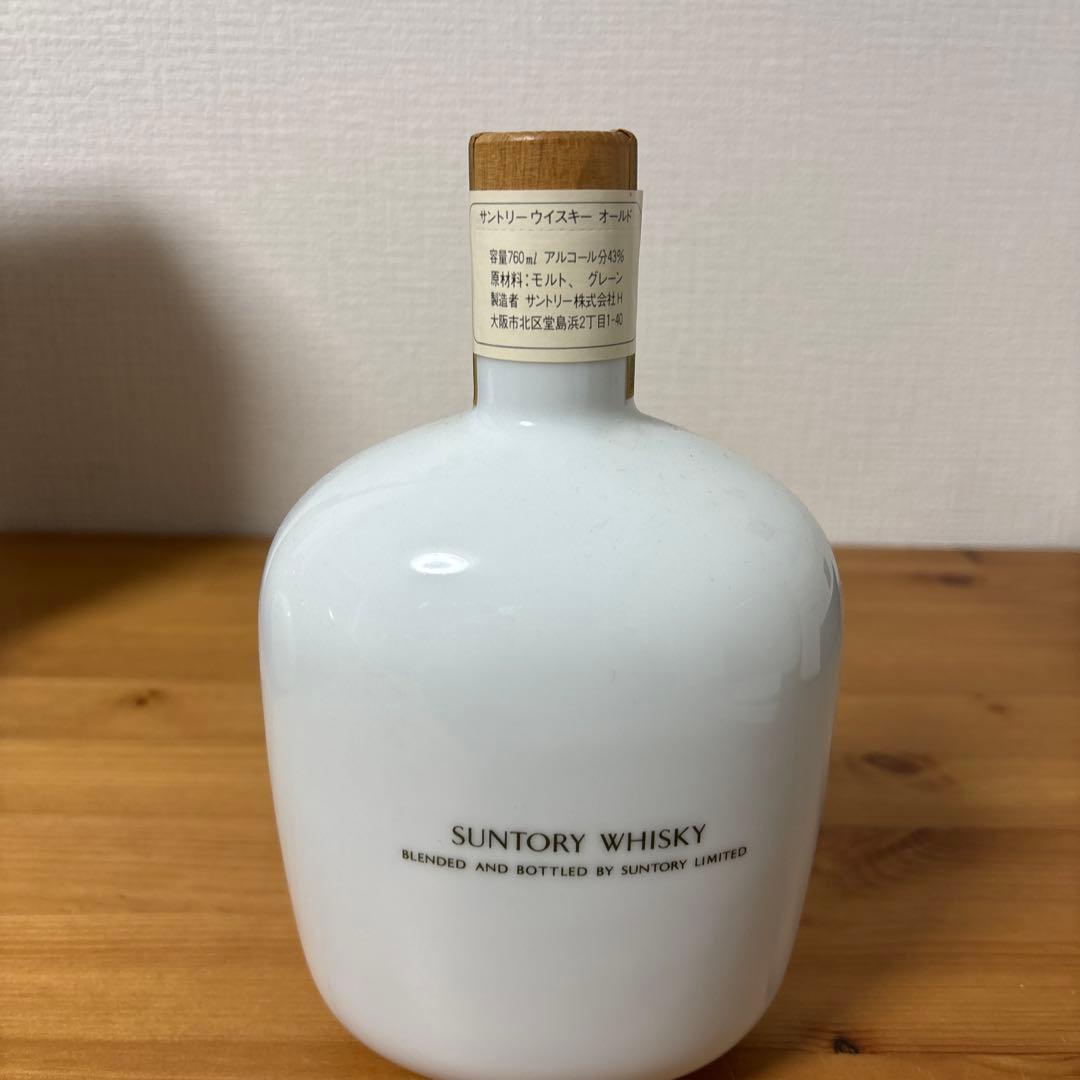 サントリーウイスキー オールド
容量760ml アルコール分43%
原材料:モルト、グレーン
製造者 サントリー株式会社H
大阪市北区堂島浜2丁目1-40
SUNTORY WHISKY
BLENDED AND BOTTLED BY SUNTORY LIMITED